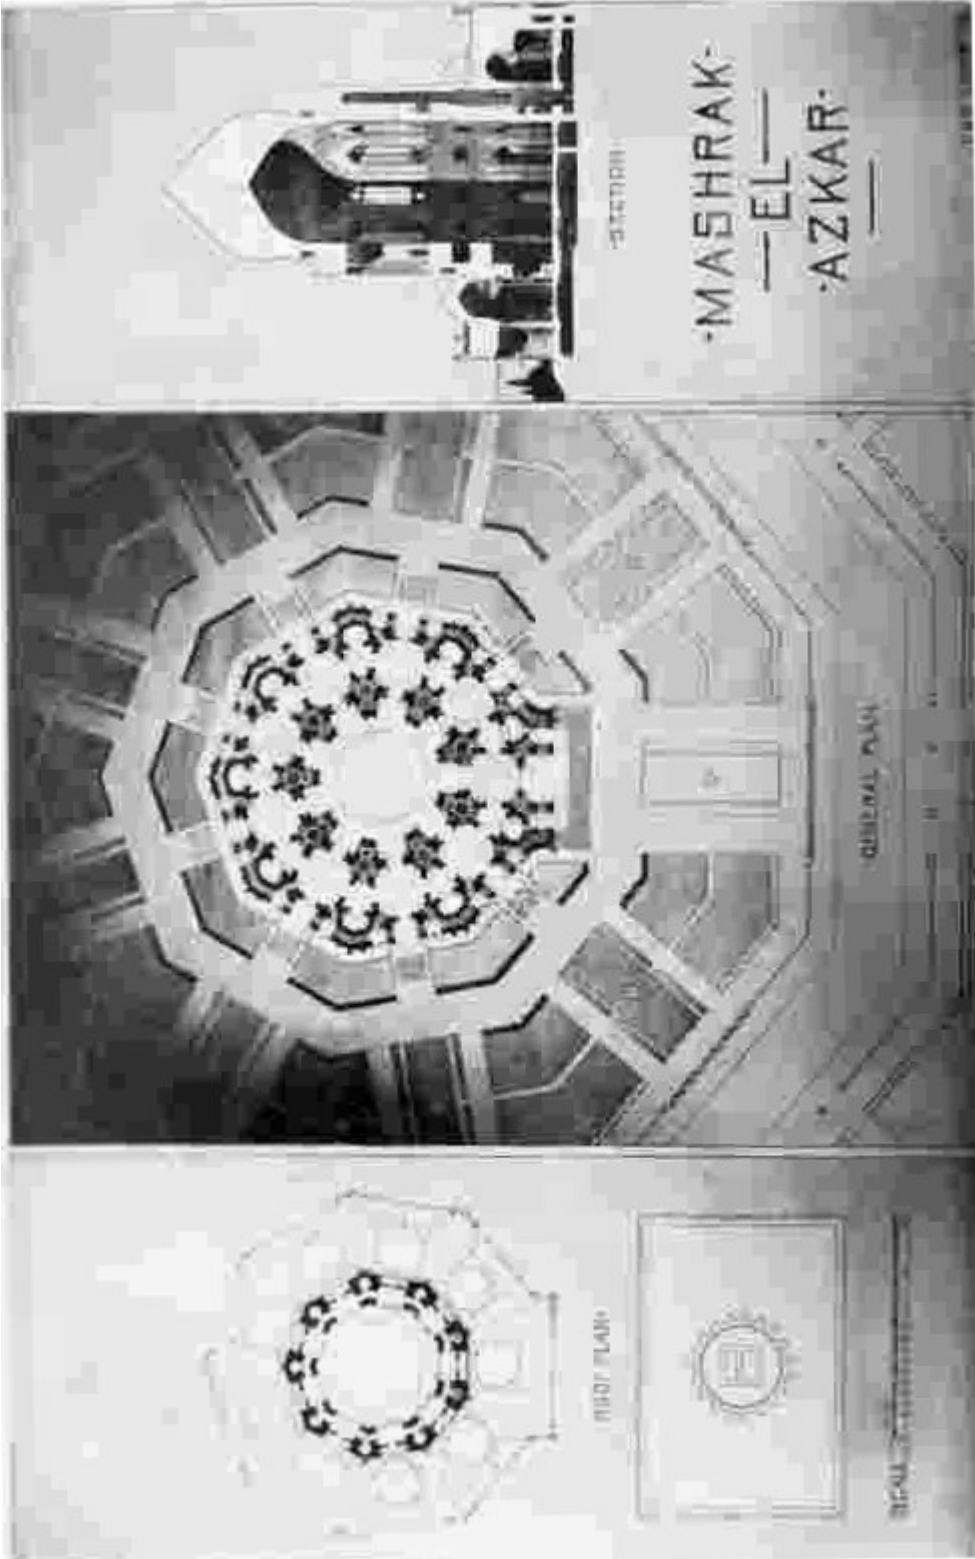 ·MASHRAK·
EL
·AZKAR·
·SECTION·
GENERAL PLAN
ROOF PLAN·
SCALE